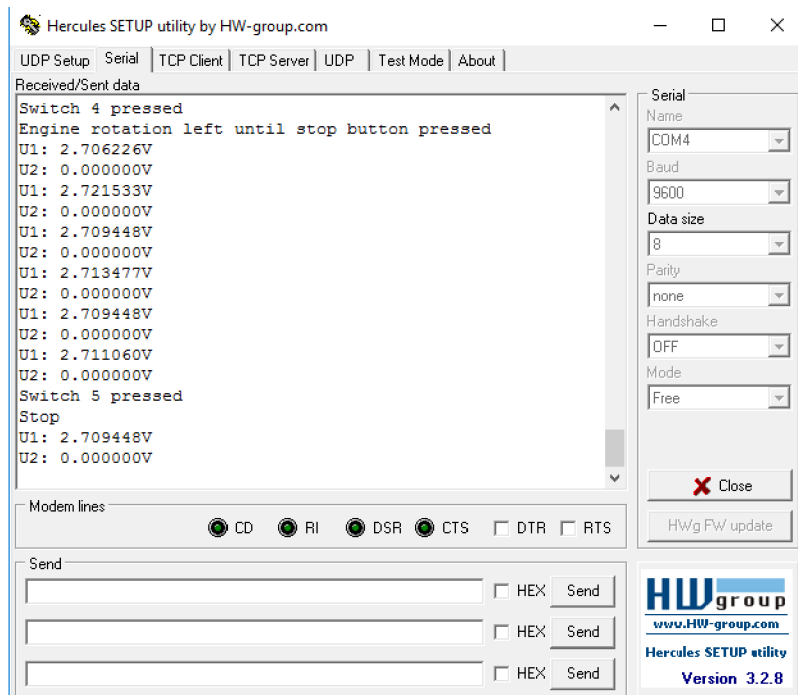 Hercules SETUP utility by HW-group.com
UDP Setup Serial TCP Client TCP Server UDP Test Mode About
Received/Sent data
Switch 4 pressed
Engine rotation left until stop button pressed
U1: 2.706226V
U2: 0.000000V
U1: 2.721533V
U2: 0.000000V
U1: 2.709448V
U2: 0.000000V
U1: 2.713477V
U2: 0.000000V
U1: 2.709448V
U2: 0.000000V
U1: 2.711060V
U2: 0.000000V
Switch 5 pressed
Stop
U1: 2.709448V
U2: 0.000000V
Serial
Name
COM4
Baud
9600
Data size
8
Parity
none
Handshake
OFF
Mode
Free
Close
HWg FW update
Modem lines
CD RI DSR CTS DTR RTS
Send
HEX Send
HEX Send
HEX Send
HW group
www.HW-group.com
Hercules SETUP utility
Version 3.2.8